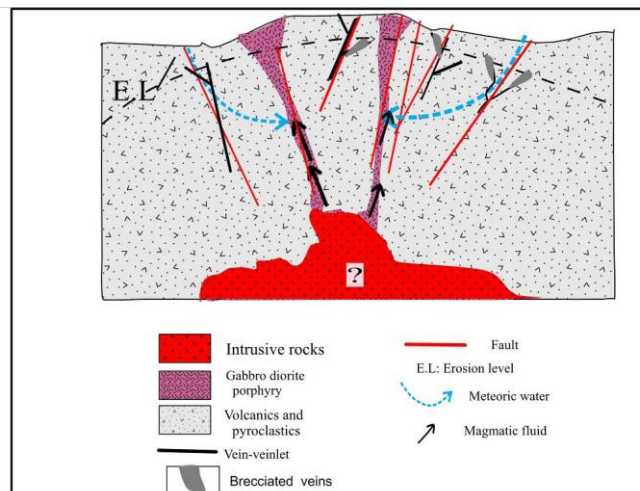 E.L
?
Intrusive rocks
Gabbro diorite
porphyry
Volcanics and
pyroclastics
Vein-veinlet
Brecciated veins
Fault
E.L: Erosion level
Meteoric water
Magmatic fluid